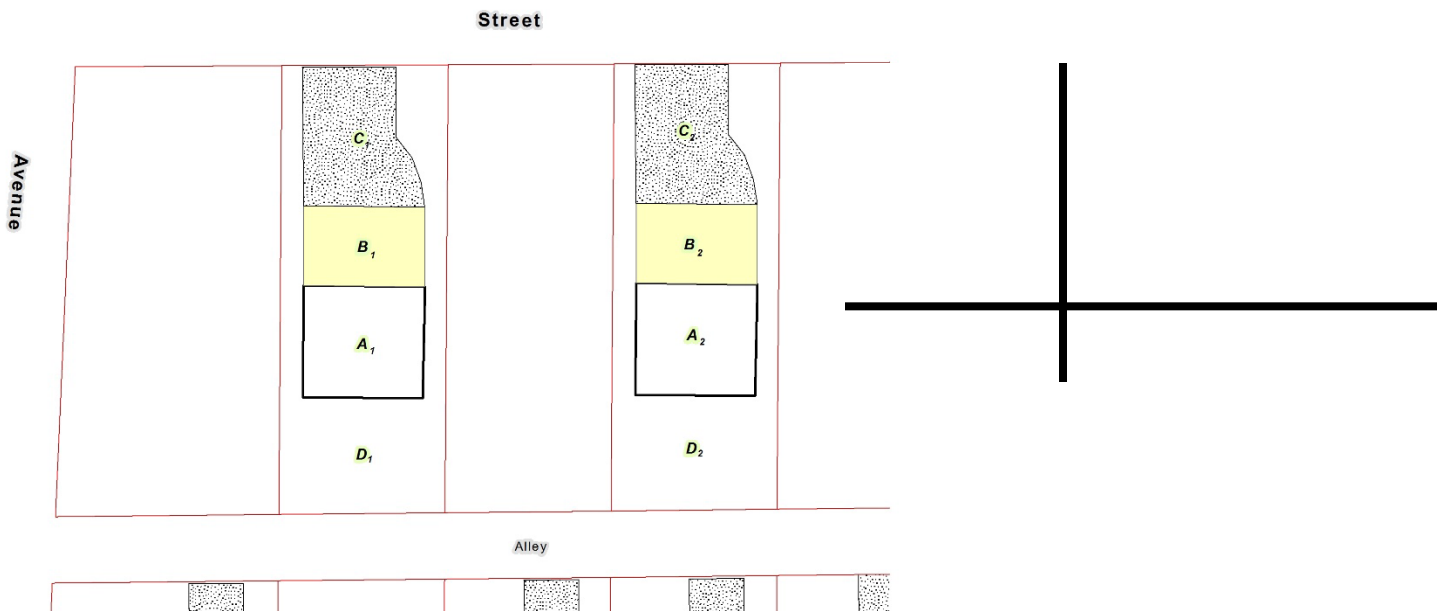 Street
Avenue
C₁
C₂
B₁
B₂
A₁
A₂
D₁
D₂
Alley